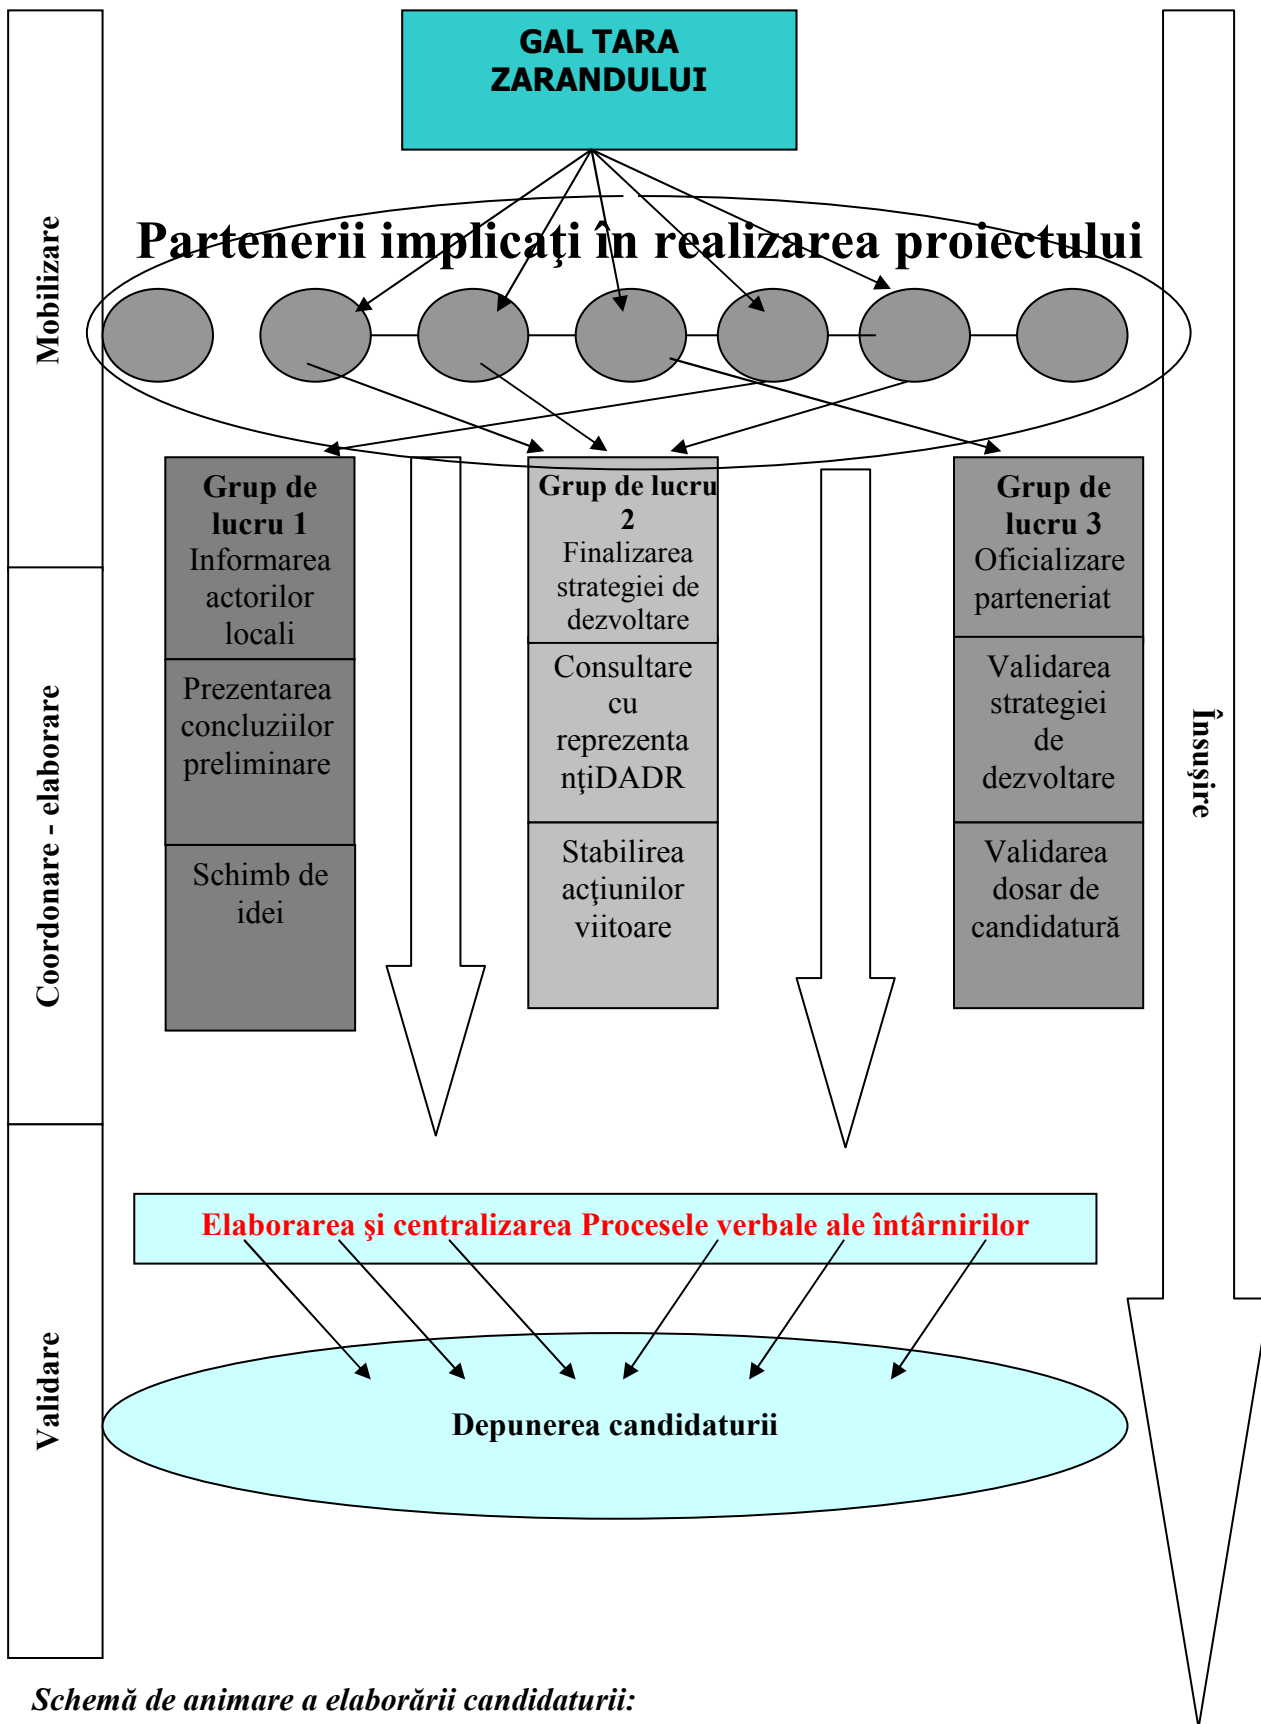 GAL TARA
ZARANDULUI
Mobilizare
Partenerii implicaţi în realizarea proiectului
Grup de
lucru 1
Informarea
actorilor
locali
Prezentarea
concluziilor
preliminare
Schimb de
idei
Grup de lucru
2
Finalizarea
strategiei de
dezvoltare
Consultare
cu
reprezenta
nţiDADR
Stabilirea
acţiunilor
viitoare
Grup de
lucru 3
Oficializare
parteneriat
Validarea
strategiei
de
dezvoltare
Validarea
dosar de
candidatură
Însuşire
Coordonare - elaborare
Elaborarea şi centralizarea Procesele verbale ale întârnirilor
Validare
Depunerea candidaturii
Schemă de animare a elaborării candidaturii: